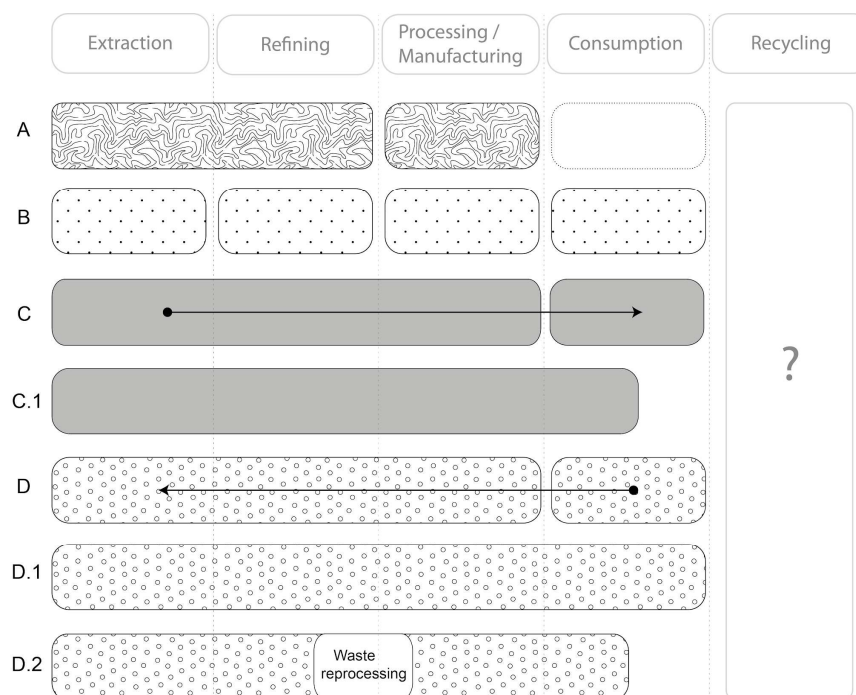 Extraction
Refining
Processing /
Manufacturing
Consumption
Recycling
A
B
C
C.1
D
D.1
D.2
Waste
reprocessing
?